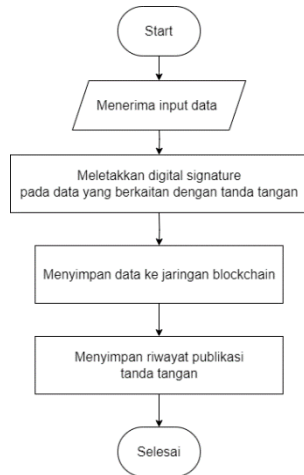 Start
Menerima input data
Meletakkan digital signature
pada data yang berkaitan dengan tanda tangan
Menyimpan data ke jaringan blockchain
Menyimpan riwayat publikasi
tanda tangan
Selesai